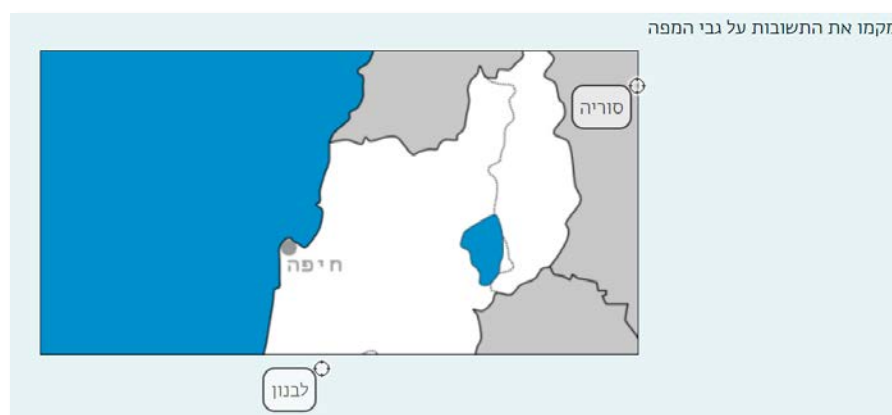 מקמו את התשובות על גבי המפה
סוריה
חיפה
לבנון